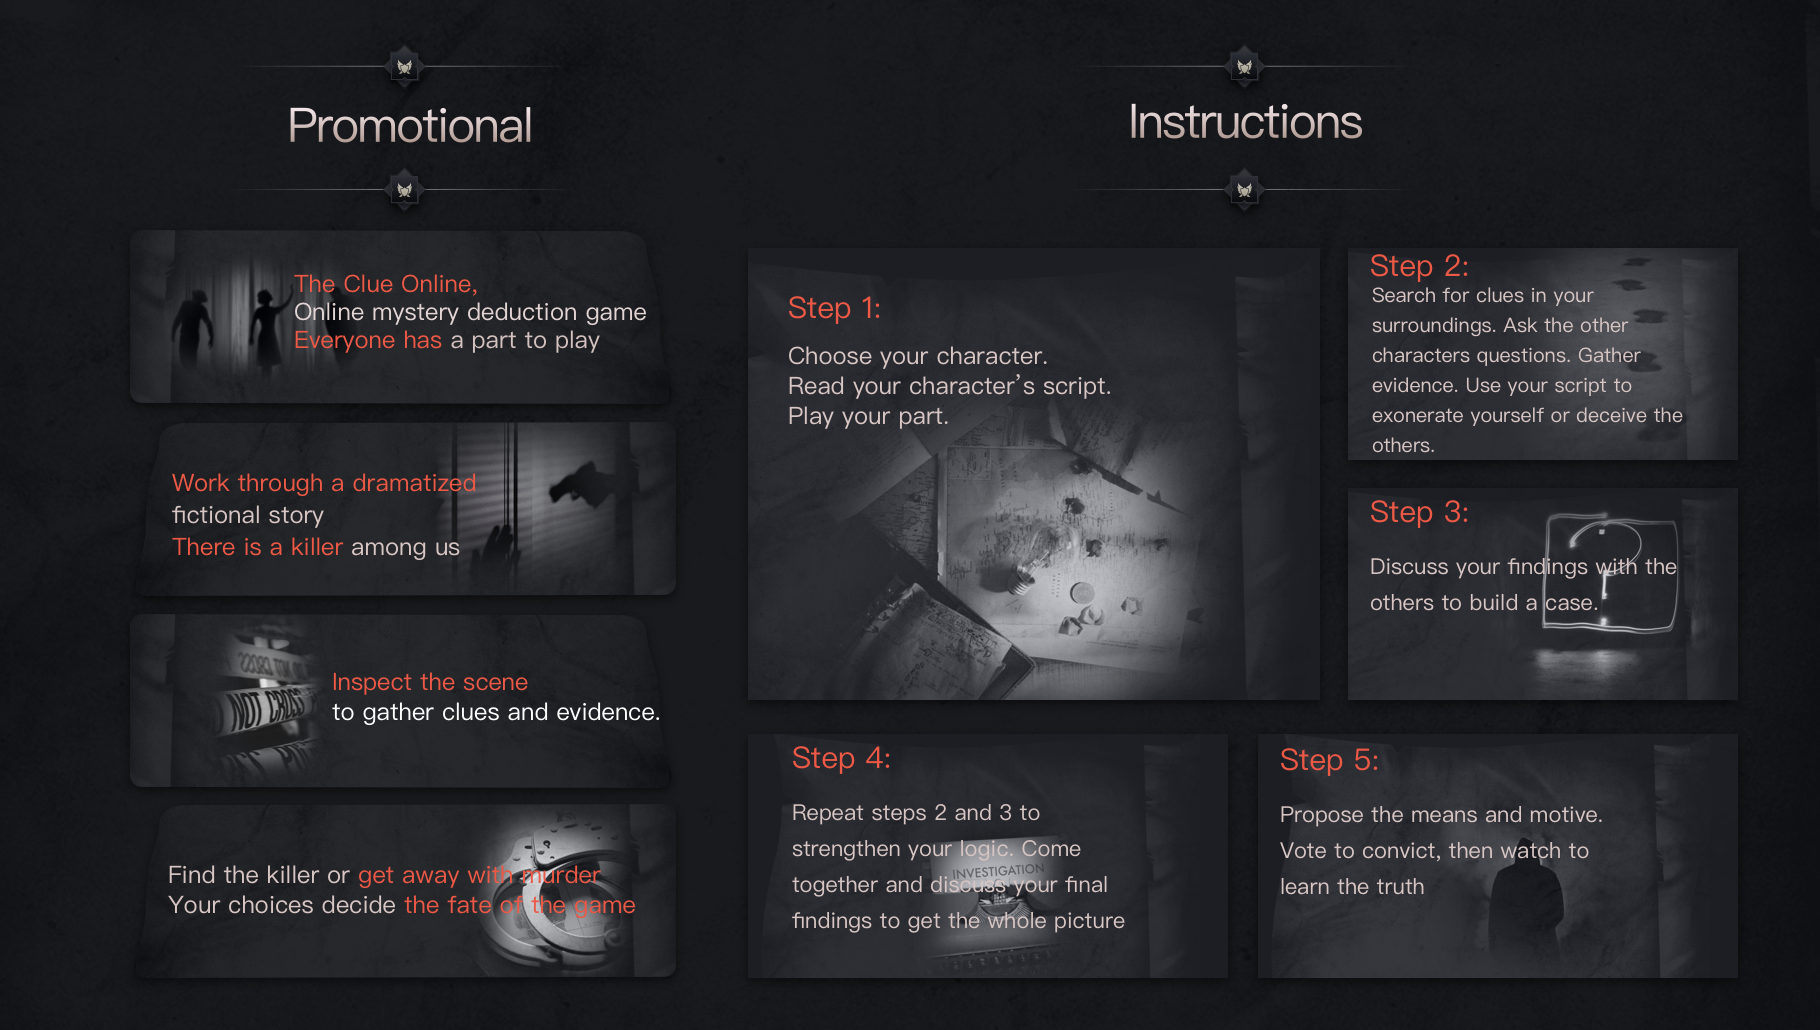 Promotional
The Clue Online,
Online mystery deduction game
Everyone has a part to play
Work through a dramatized
fictional story
There is a killer among us
NOT CROSS
Inspect the scene
to gather clues and evidence.
Find the killer or get away with murder
Your choices decide the fate of the game
Instructions
Step 1:
Choose your character.
Read your character’s script.
Play your part.
Step 2:
Search for clues in your
surroundings. Ask the other
characters questions. Gather
evidence. Use your script to
exonerate yourself or deceive the
others.
Step 3:
Discuss your findings with the
others to build a case.
Step 4:
Repeat steps 2 and 3 to
strengthen your logic. Come
together and discuss your final
findings to get the whole picture
INVESTIGATION
Step 5:
Propose the means and motive.
Vote to convict, then watch to
learn the truth